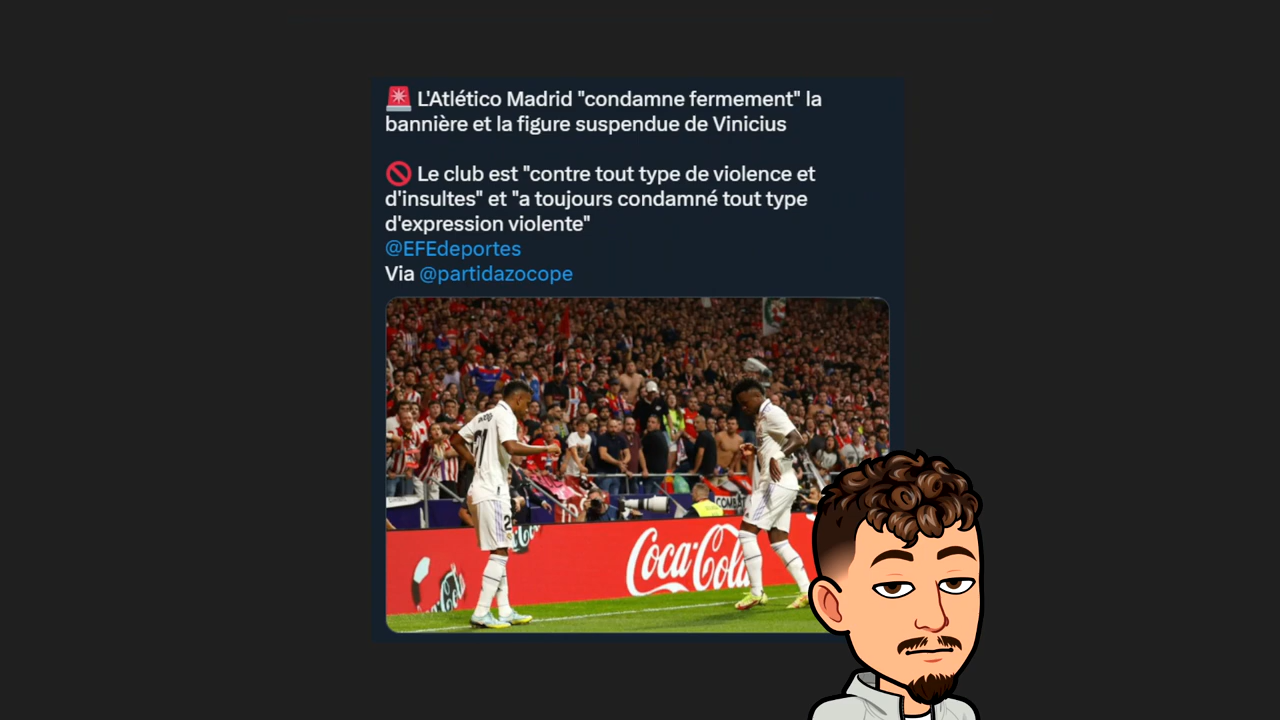 🚨 L'Atlético Madrid "condamne fermement" la
bannière et la figure suspendue de Vinicius
🚫 Le club est "contre tout type de violence et
d'insultes" et "a toujours condamné tout type
d'expression violente"
@EFEdeportes
Via @partidazocope
21
Coca-Cola